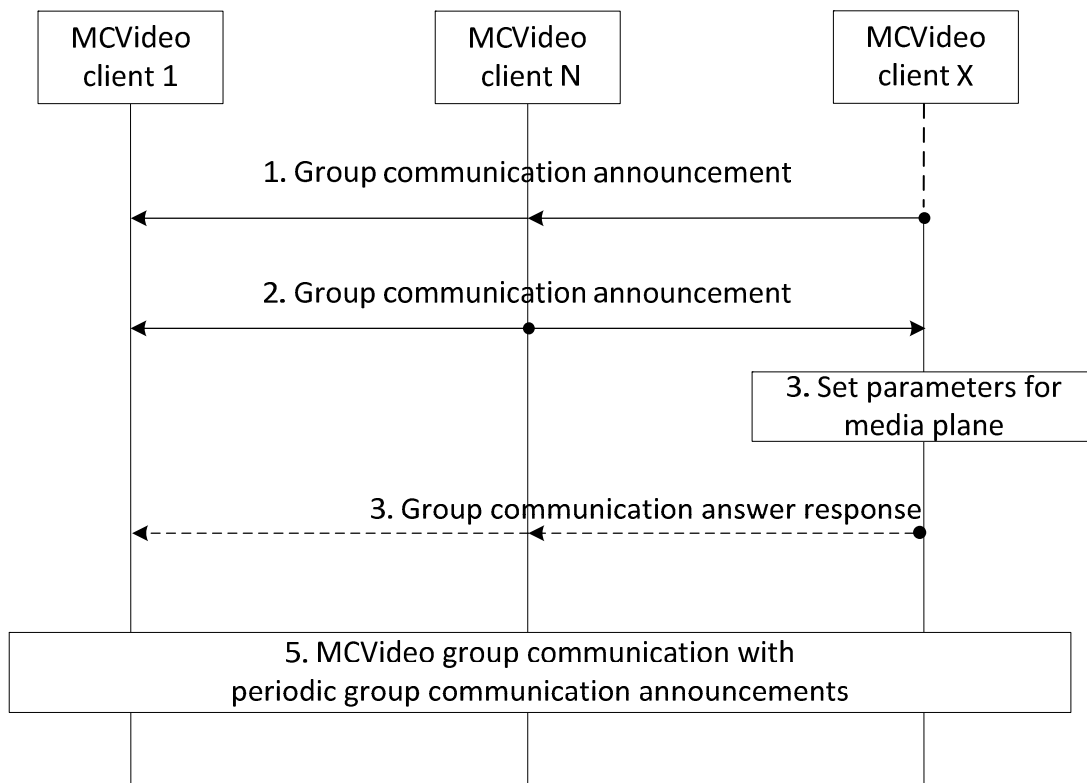 MCVideo
client 1
MCVideo
client N
MCVideo
client X
1. Group communication announcement
2. Group communication announcement
3. Set parameters for
media plane
3. Group communication answer response
5. MCVideo group communication with
periodic group communication announcements